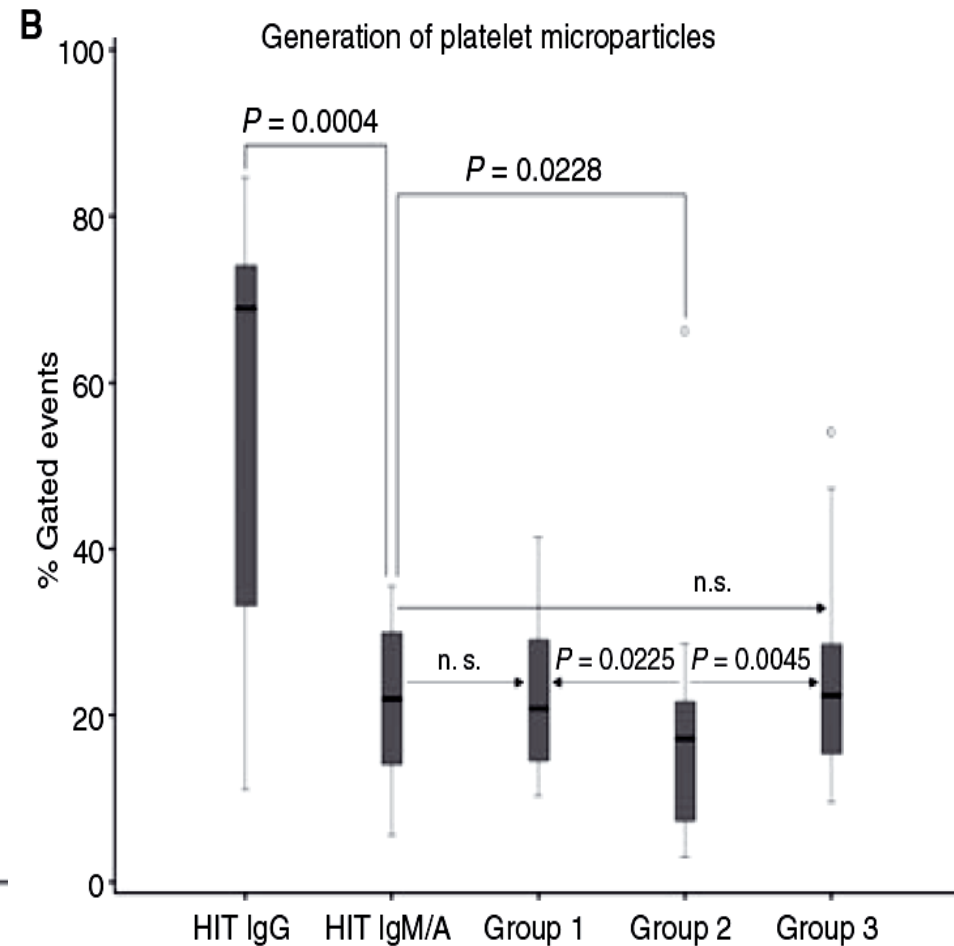 B
Generation of platelet microparticles
100
P = 0.0004
P = 0.0228
80
60
% Gated events
40
n.s.
n. s.
P = 0.0225
P = 0.0045
20
0
HIT IgG HIT IgM/A Group 1 Group 2 Group 3